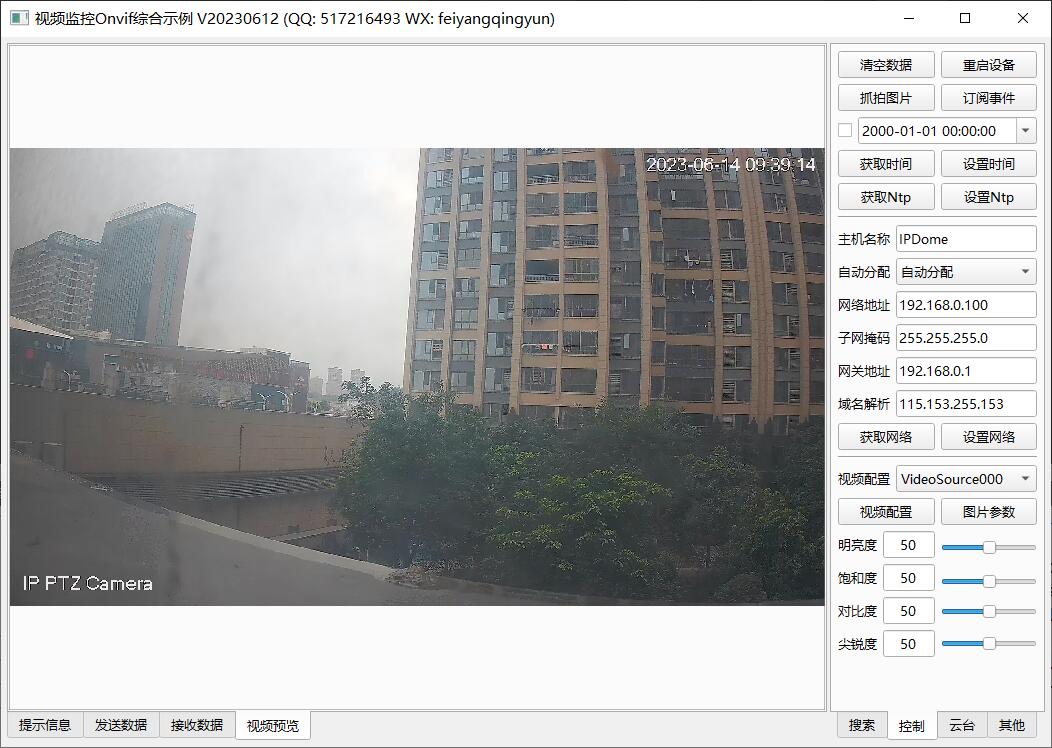 视频监控Onvif综合示例 V20230612 (QQ: 517216493 WX: feiyangqingyun)
2023-06-14 09:39:14
IP PTZ Camera
提示信息 发送数据 接收数据 视频预览
清空数据 重启设备
抓拍图片 订阅事件
2000-01-01 00:00:00
获取时间 设置时间
获取Ntp 设置Ntp
主机名称 IPDome
自动分配 自动分配
网络地址 192.168.0.100
子网掩码 255.255.255.0
网关地址 192.168.0.1
域名解析 115.153.255.153
获取网络 设置网络
视频配置 VideoSource000
视频配置 图片参数
明亮度 50
饱和度 50
对比度 50
尖锐度 50
搜索 控制 云台 其他